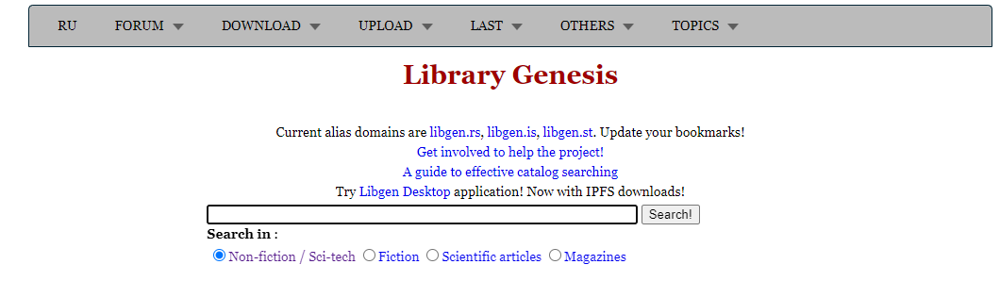 RU FORUM DOWNLOAD UPLOAD LAST OTHERS TOPICS
Library Genesis
Current alias domains are libgen.rs, libgen.is, libgen.st. Update your bookmarks!
Get involved to help the project!
A guide to effective catalog searching
Try Libgen Desktop application! Now with IPFS downloads!
Search!
Search in :
Non-fiction / Sci-tech Fiction Scientific articles Magazines